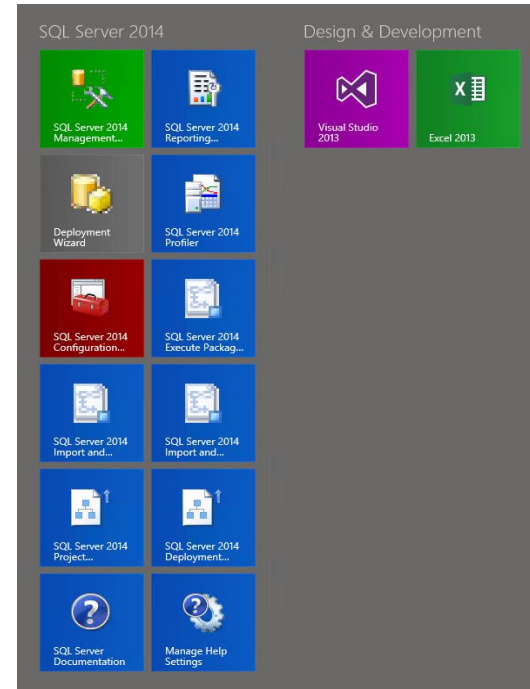 SQL Server 2014
Design & Development
SQL Server 2014
Management...
SQL Server 2014
Reporting...
Visual Studio
2013
Excel 2013
Deployment
Wizard
SQL Server 2014
Profiler
SQL Server 2014
Configuration...
SQL Server 2014
Execute Packag...
SQL Server 2014
Import and...
SQL Server 2014
Import and...
SQL Server 2014
Project...
SQL Server 2014
Deployment...
SQL Server
Documentation
Manage Help
Settings